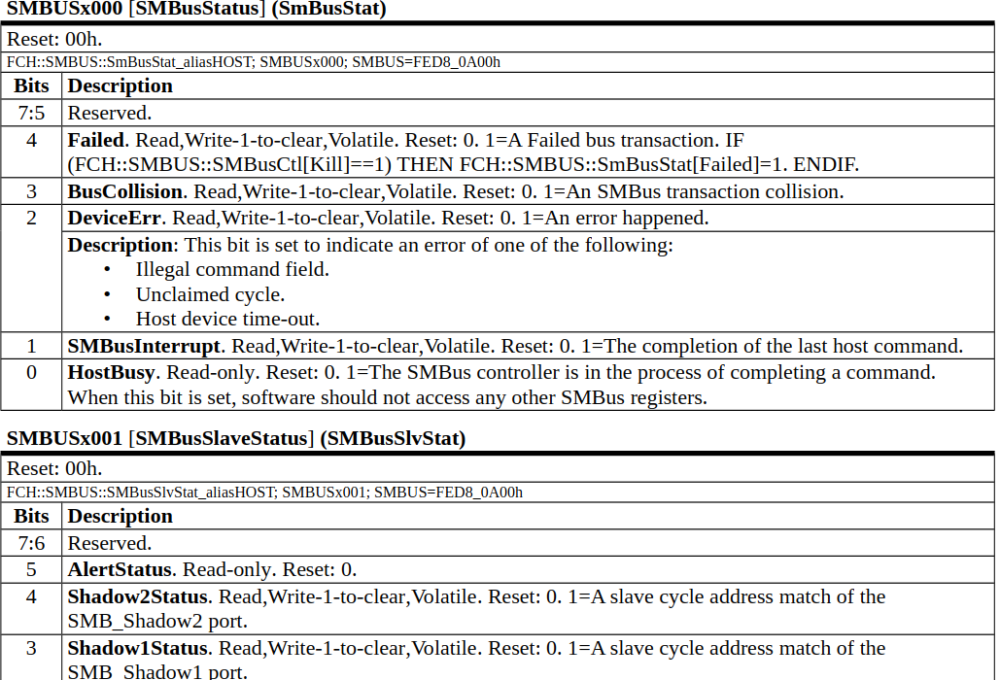 SMBUSx000 [SMBusStatus] (SmBusStat)
Reset: 00h.
FCH::SMBUS::SmBusStat_aliasHOST; SMBUSx000; SMBUS=FED8_0A00h
Bits Description
7:5 Reserved.
4 Failed. Read,Write-1-to-clear,Volatile. Reset: 0. 1=A Failed bus transaction. IF
(FCH::SMBUS::SMBusCtl[Kill]==1) THEN FCH::SMBUS::SmBusStat[Failed]=1. ENDIF.
3 BusCollision. Read,Write-1-to-clear,Volatile. Reset: 0. 1=An SMBus transaction collision.
2 DeviceErr. Read,Write-1-to-clear,Volatile. Reset: 0. 1=An error happened.
Description: This bit is set to indicate an error of one of the following:
• Illegal command field.
• Unclaimed cycle.
• Host device time-out.
1 SMBusInterrupt. Read,Write-1-to-clear,Volatile. Reset: 0. 1=The completion of the last host command.
0 HostBusy. Read-only. Reset: 0. 1=The SMBus controller is in the process of completing a command.
When this bit is set, software should not access any other SMBus registers.
SMBUSx001 [SMBusSlaveStatus] (SMBusSlvStat)
Reset: 00h.
FCH::SMBUS::SMBusSlvStat_aliasHOST; SMBUSx001; SMBUS=FED8_0A00h
Bits Description
7:6 Reserved.
5 AlertStatus. Read-only. Reset: 0.
4 Shadow2Status. Read,Write-1-to-clear,Volatile. Reset: 0. 1=A slave cycle address match of the
SMB_Shadow2 port.
3 Shadow1Status. Read,Write-1-to-clear,Volatile. Reset: 0. 1=A slave cycle address match of the
SMB_Shadow1 port.